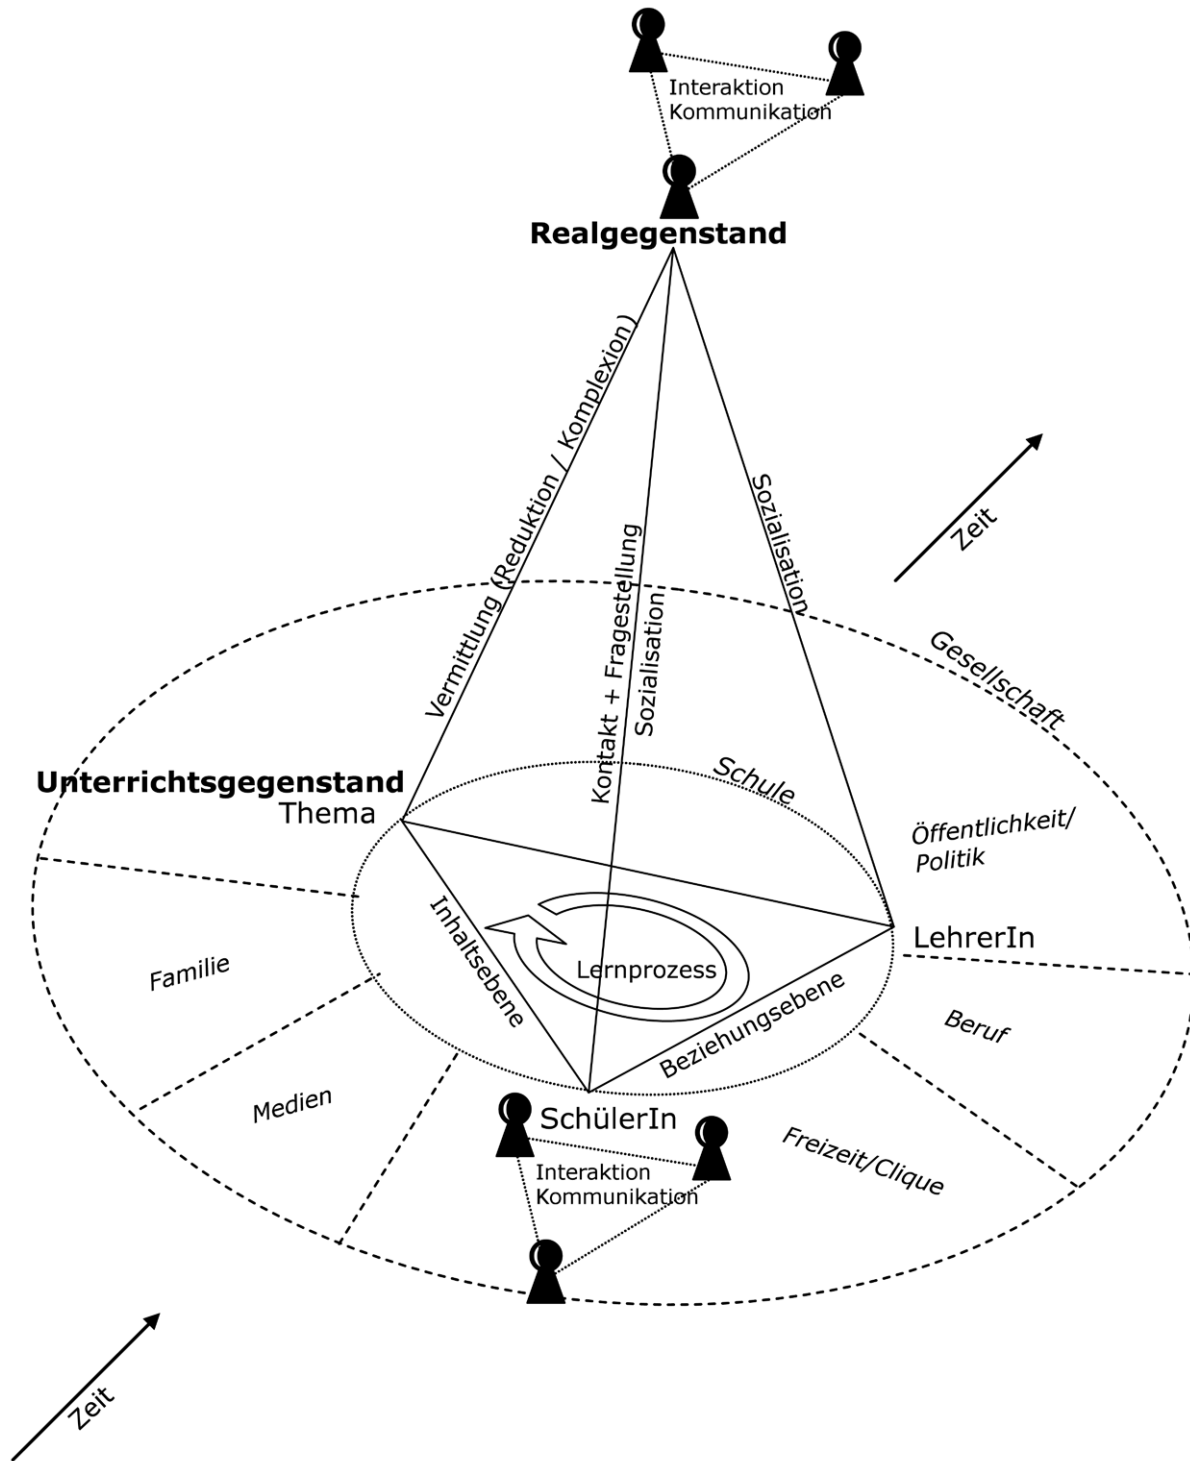 Interaktion
Kommunikation
Realgegenstand
Vermittlung (Reduktion / Komplexion)
Kontakt + Fragestellung
Sozialisation
Sozialisation
Zeit
Gesellschaft
Schule
Unterrichtsgegenstand
Thema
Öffentlichkeit/
Politik
LehrerIn
Inhaltsebene
Lernprozess
Beziehungsebene
Familie
Beruf
Medien
SchülerIn
Freizeit/Clique
Interaktion
Kommunikation
Zeit